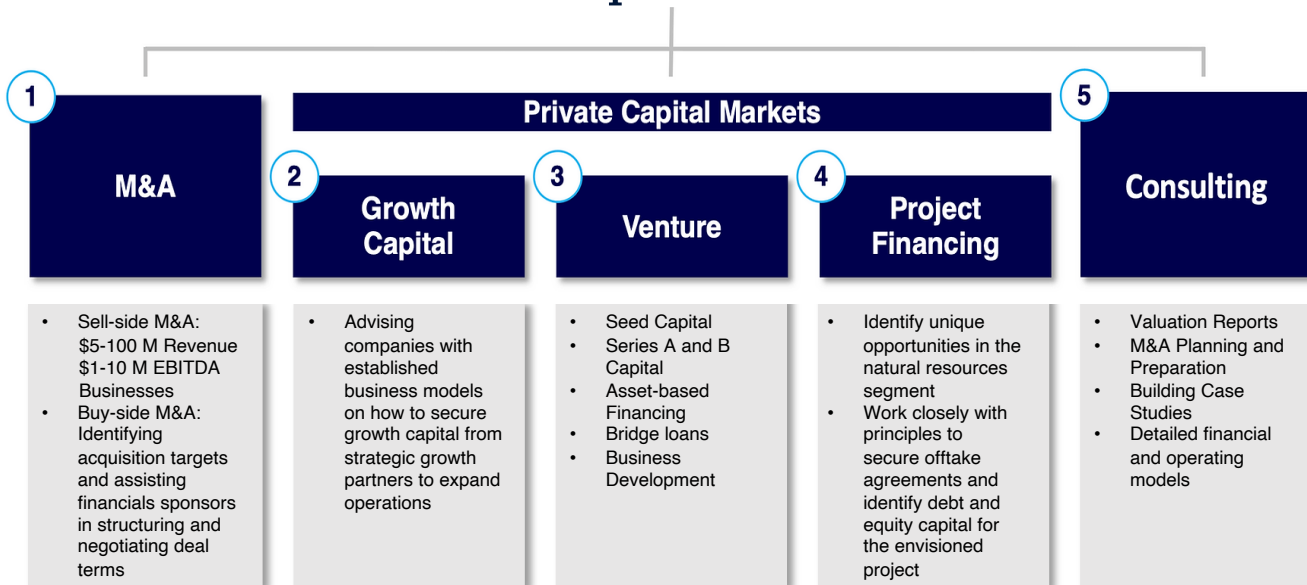 1
M&A
Private Capital Markets
5
Consulting
2
Growth
Capital
3
Venture
4
Project
Financing
• Sell-side M&A:
$5-100 M Revenue
$1-10 M EBITDA
Businesses
• Buy-side M&A:
Identifying
acquisition targets
and assisting
financials sponsors
in structuring and
negotiating deal
terms
• Advising
companies with
established
business models
on how to secure
growth capital from
strategic growth
partners to expand
operations
• Seed Capital
• Series A and B
Capital
• Asset-based
Financing
• Bridge loans
• Business
Development
• Identify unique
opportunities in the
natural resources
segment
• Work closely with
principles to
secure offtake
agreements and
identify debt and
equity capital for
the envisioned
project
• Valuation Reports
• M&A Planning and
Preparation
• Building Case
Studies
• Detailed financial
and operating
models